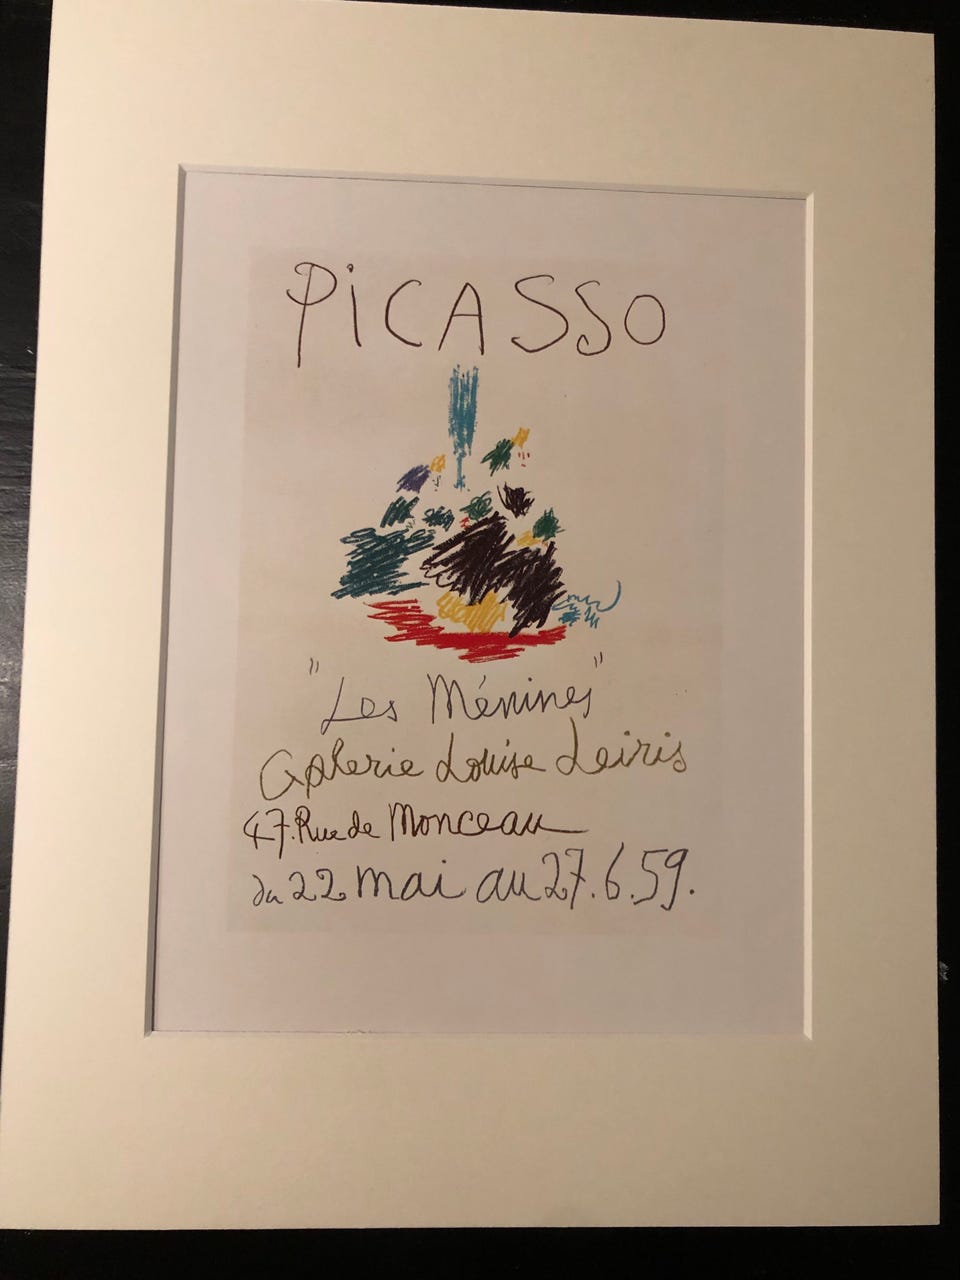 PiCASSO
"Les Ménines"
Galerie Louise Leiris
47. Rue de Monceau
du 22 mai au 27.6.59.